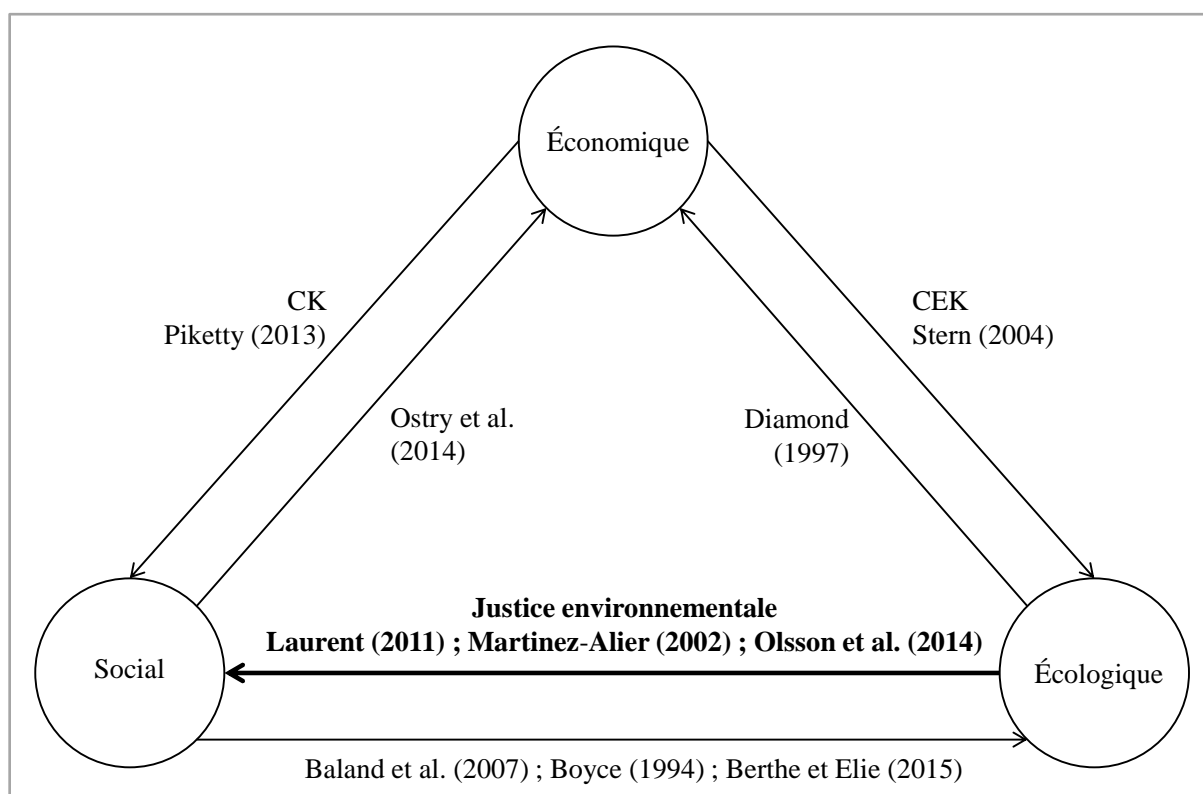 Économique
CK
Piketty (2013)
CEK
Stern (2004)
Ostry et al.
(2014)
Diamond
(1997)
Justice environnementale
Laurent (2011) ; Martinez-Alier (2002) ; Olsson et al. (2014)
Social
Écologique
Baland et al. (2007) ; Boyce (1994) ; Berthe et Elie (2015)